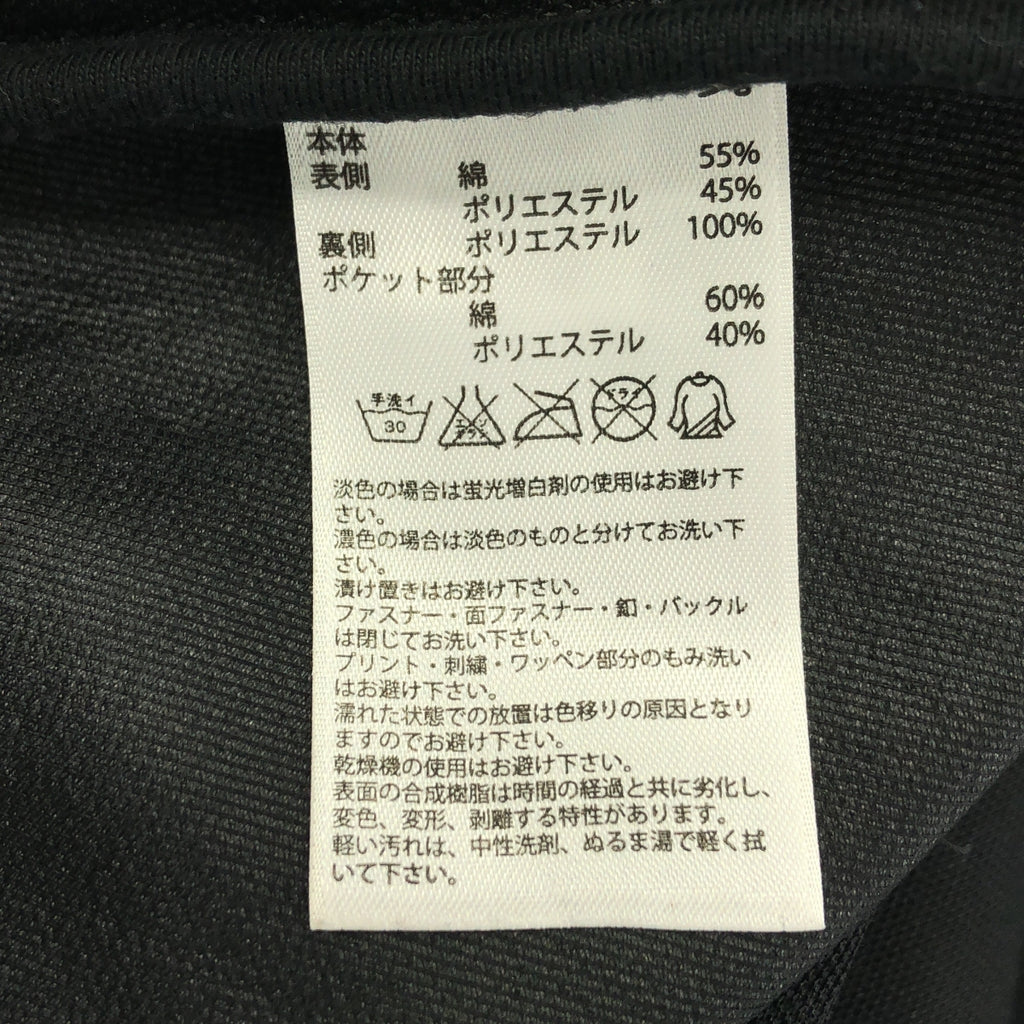 本体
表側 綿 55%
ポリエステル 45%
裏側 ポリエステル 100%
ポケット部分
綿 60%
ポリエステル 40%
手洗イ 30 エンソ サラシ ドライ
淡色の場合は蛍光増白剤の使用はお避け下
さい。
濃色の場合は淡色のものと分けてお洗い下
さい。
漬け置きはお避け下さい。
ファスナー・面ファスナー・釦・バックル
は閉じてお洗い下さい。
プリント・刺繍・ワッペン部分のもみ洗い
はお避け下さい。
濡れた状態での放置は色移りの原因となり
ますのでお避け下さい。
乾燥機の使用はお避け下さい。
表面の合成樹脂は時間の経過と共に劣化し、
変色、変形、剥離する特性があります。
軽い汚れは、中性洗剤、ぬるま湯で軽く拭
いて下さい。